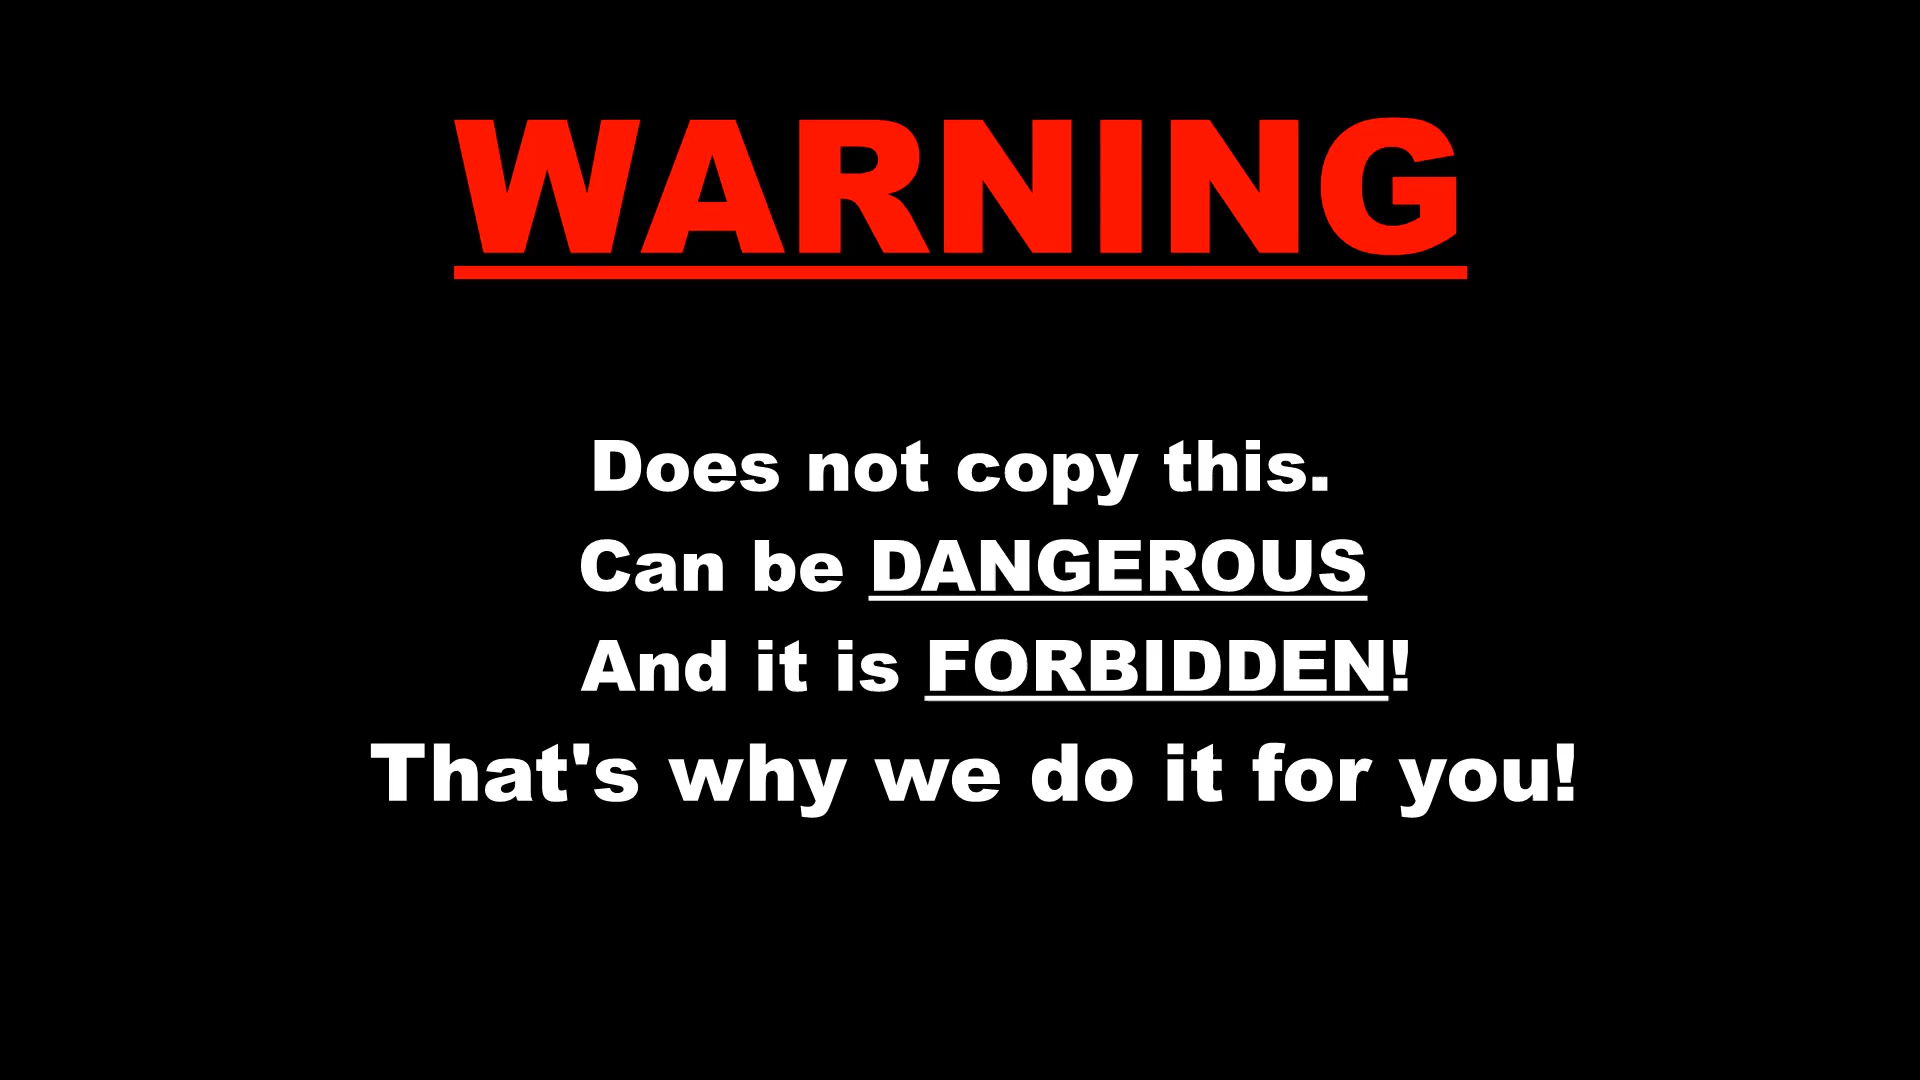 WARNING
Does not copy this.
Can be DANGEROUS
And it is FORBIDDEN!
That's why we do it for you!